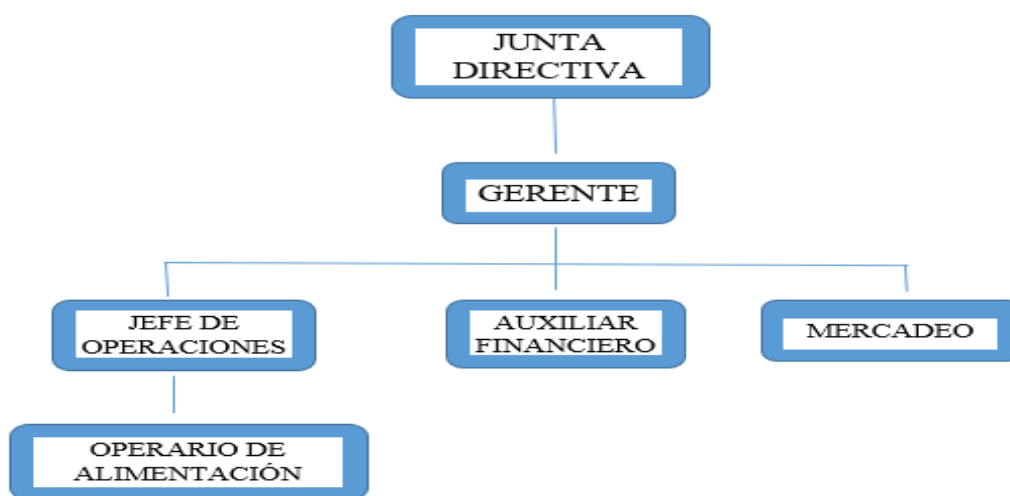 JUNTA
DIRECTIVA
GERENTE
JEFE DE
OPERACIONES
AUXILIAR
FINANCIERO
MERCADEO
OPERARIO DE
ALIMENTACIÓN